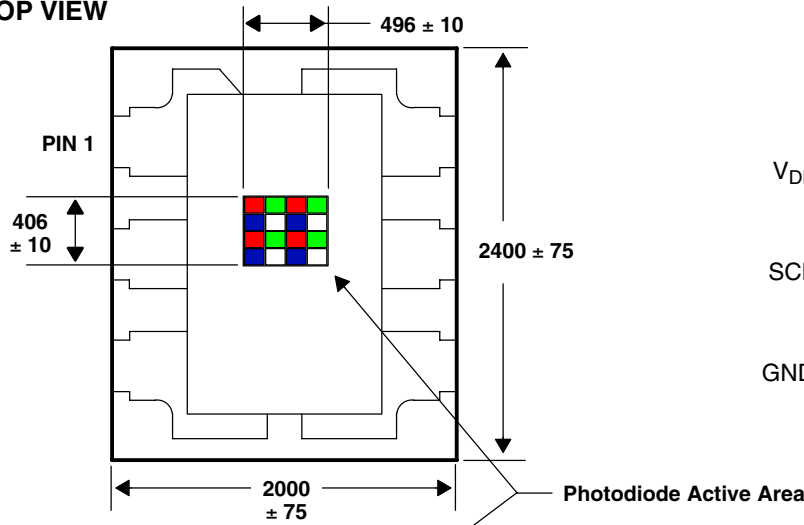 OP VIEW
496 ± 10
PIN 1
406
± 10
2400 ± 75
2000
± 75
Photodiode Active Area
V
SCL
GND